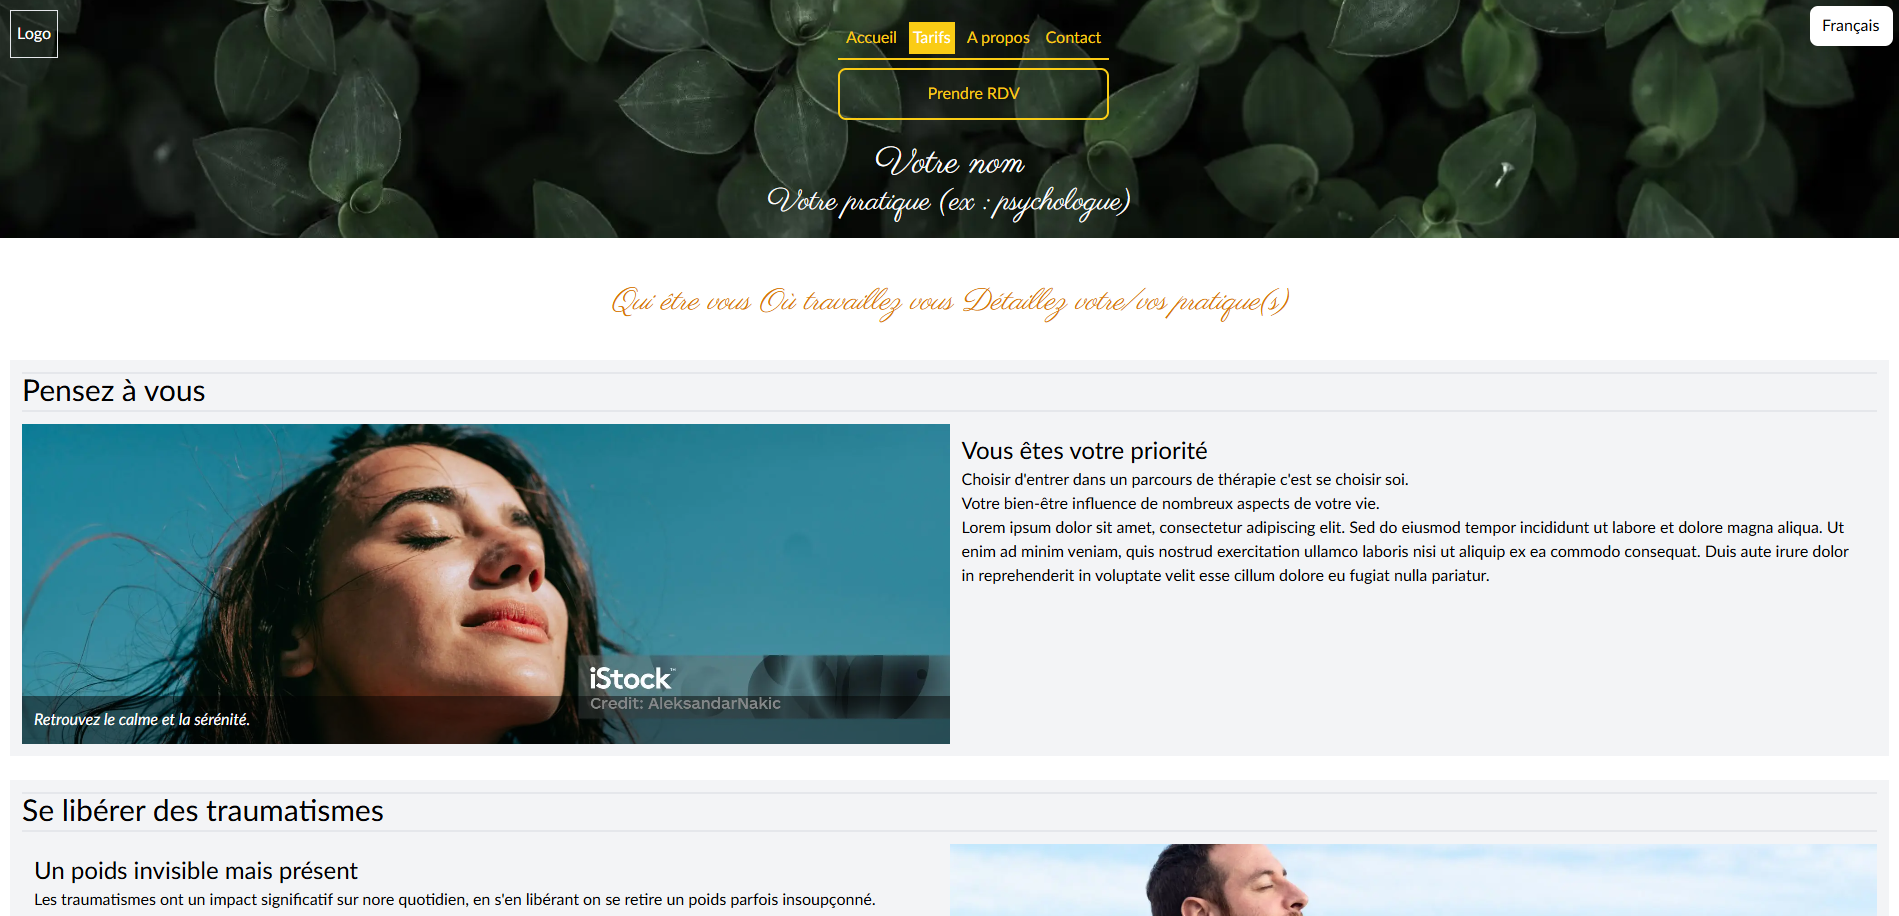 Logo
Accueil Tarifs A propos Contact
Français
Prendre RDV
Votre nom
Votre pratique (ex : psychologue)
Qui être vous Où travaillez vous Détaillez votre/vos pratique(s)
Pensez à vous
iStock™
Credit: AleksandarNakic
Retrouvez le calme et la sérénité.
Vous êtes votre priorité
Choisir d'entrer dans un parcours de thérapie c'est se choisir soi.
Votre bien-être influence de nombreux aspects de votre vie.
Lorem ipsum dolor sit amet, consectetur adipiscing elit. Sed do eiusmod tempor incididunt ut labore et dolore magna aliqua. Ut
enim ad minim veniam, quis nostrud exercitation ullamco laboris nisi ut aliquip ex ea commodo consequat. Duis aute irure dolor
in reprehenderit in voluptate velit esse cillum dolore eu fugiat nulla pariatur.
Se libérer des traumatismes
Un poids invisible mais présent
Les traumatismes ont un impact significatif sur nore quotidien, en s'en libérant on se retire un poids parfois insoupçonné.